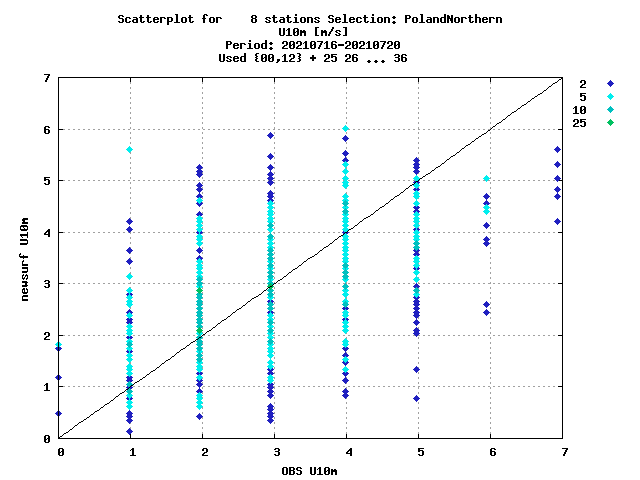 Scatterplot for 8 stations Selection: PolandNorthern
U10m [m/s]
Period: 20210716-20210720
Used {00,12} + 25 26 ... 36
2
5
10
25
newsurf U10m
7
6
5
4
3
2
1
0
0 1 2 3 4 5 6 7
OBS U10m